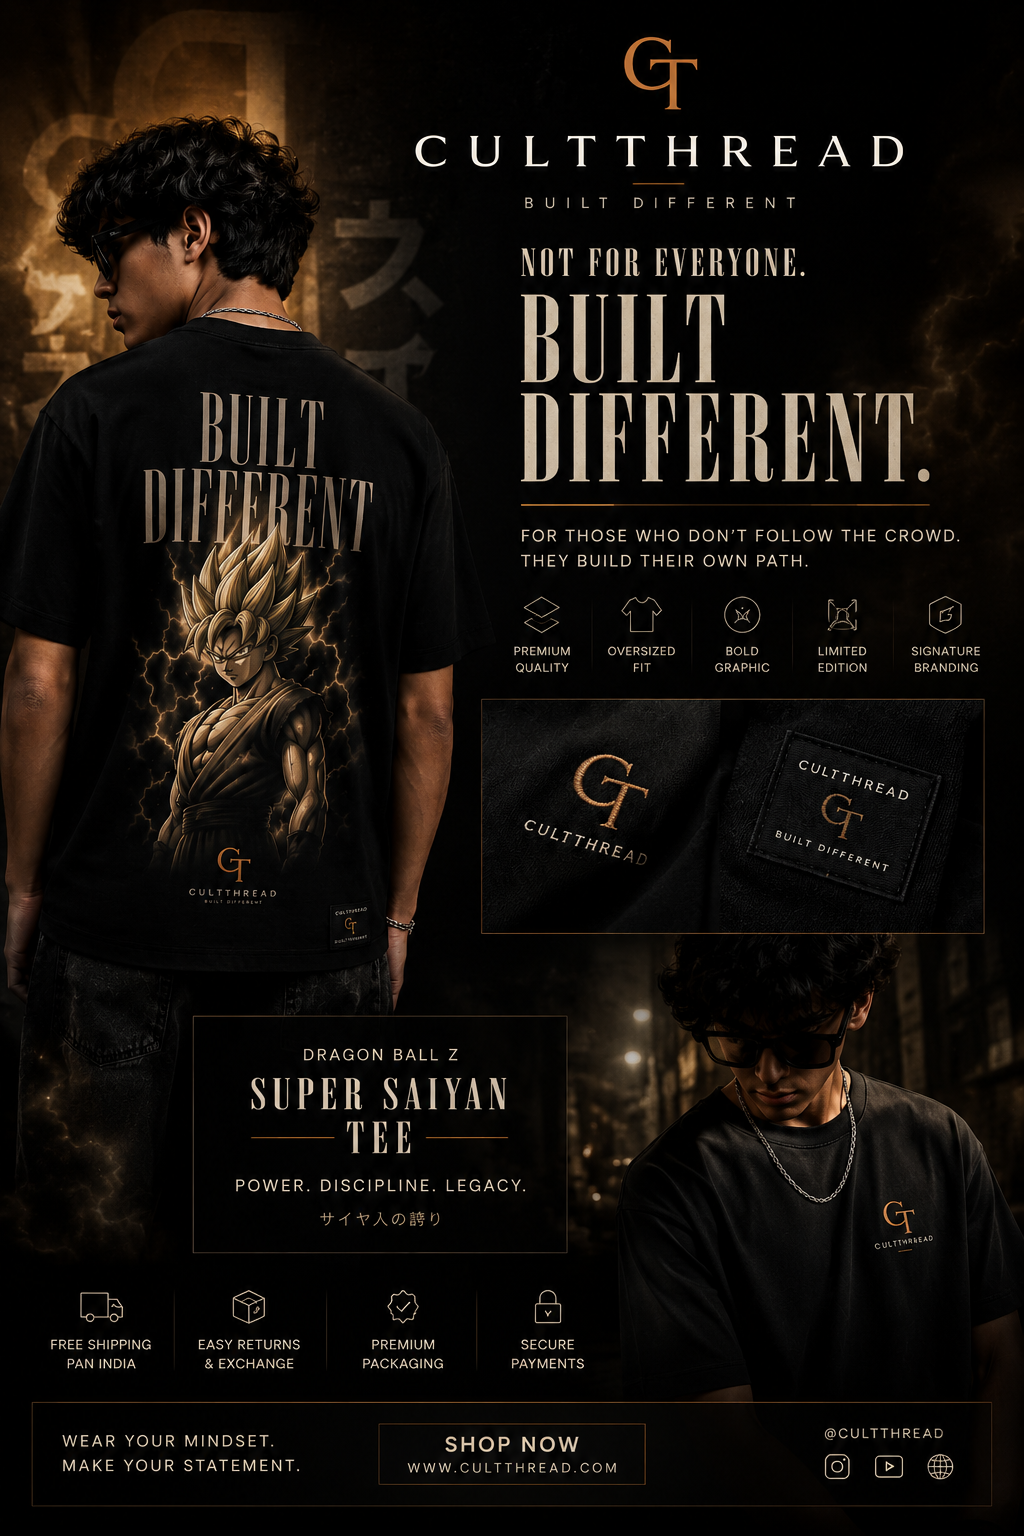 GT
CULTTHREAD
BUILT DIFFERENT
NOT FOR EVERYONE.
BUILT
DIFFERENT.
FOR THOSE WHO DON'T FOLLOW THE CROWD.
THEY BUILD THEIR OWN PATH.
PREMIUM
QUALITY
OVERSIZED
FIT
BOLD
GRAPHIC
LIMITED
EDITION
SIGNATURE
BRANDING
BUILT
DIFFERENT
GT
CULTTHREAD
BUILT DIFFERENT
CULTTHREAD
GT
GT
CULTTHREAD
CULTTHREAD
GT
BUILT DIFFERENT
DRAGON BALL Z
SUPER SAIYAN
TEE
POWER. DISCIPLINE. LEGACY.
サイヤ人の誇り
GT
CULTTHREAD
FREE SHIPPING
PAN INDIA
EASY RETURNS
& EXCHANGE
PREMIUM
PACKAGING
SECURE
PAYMENTS
WEAR YOUR MINDSET.
MAKE YOUR STATEMENT.
SHOP NOW
WWW.CULTTHREAD.COM
@CULTTHREAD